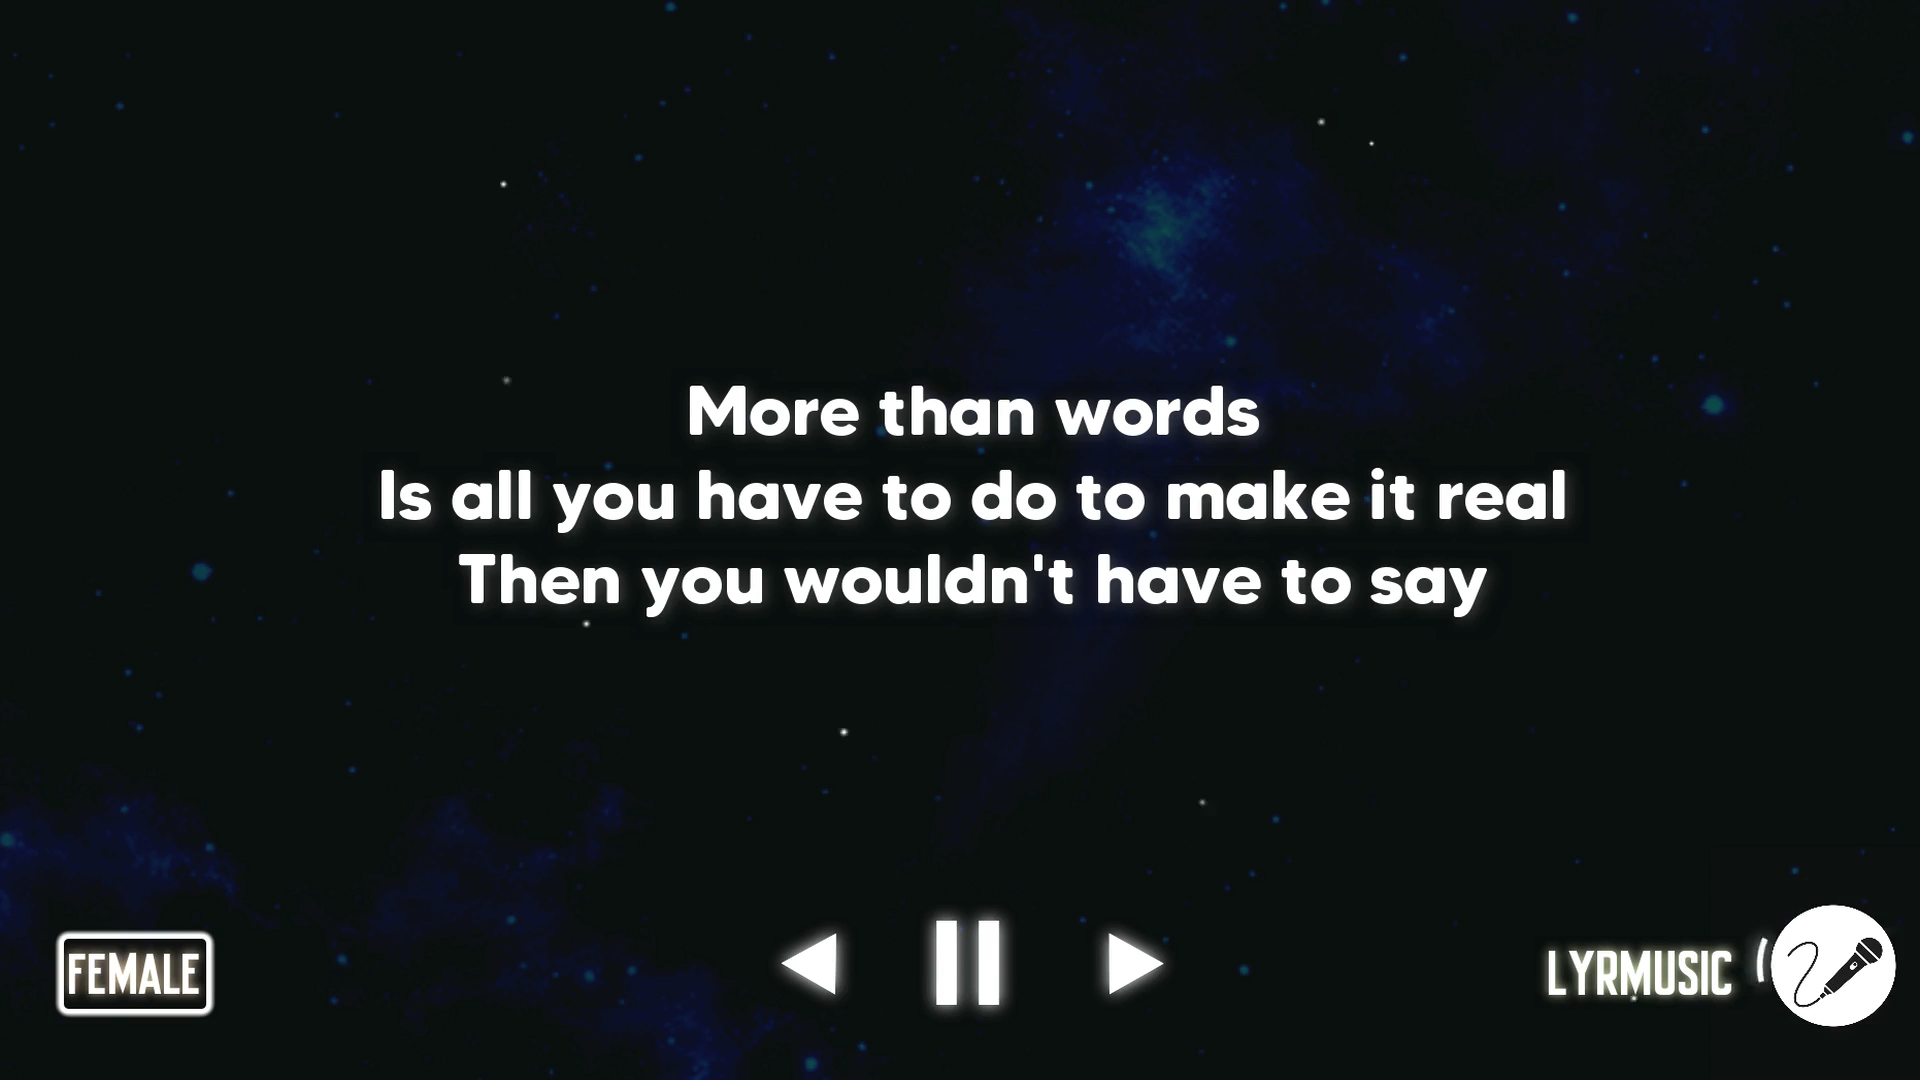 More than words
Is all you have to do to make it real
Then you wouldn't have to say
FEMALE
LYRMUSIC